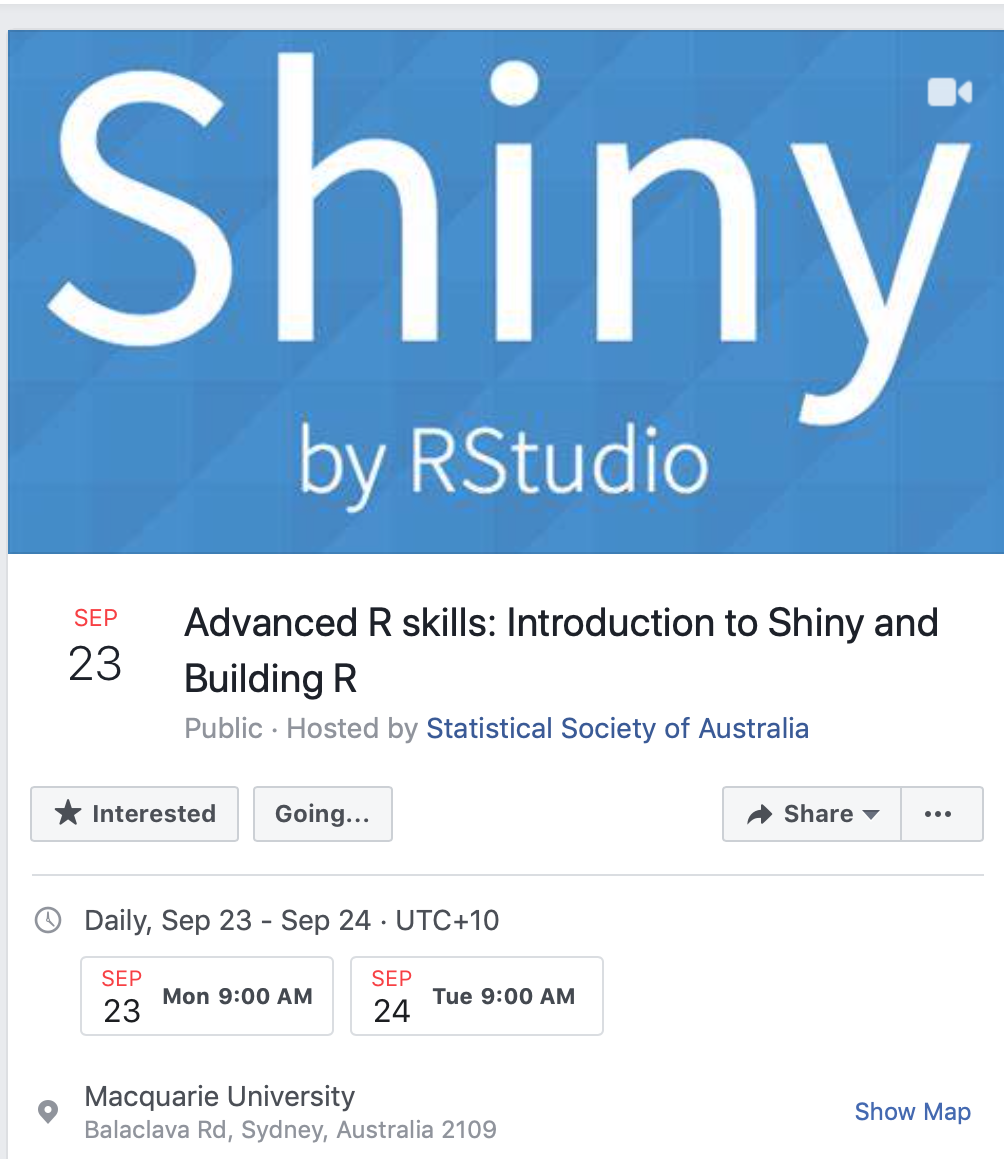 Shiny
by RStudio
SEP
23
Advanced R skills: Introduction to Shiny and
Building R
Public · Hosted by Statistical Society of Australia
Interested
Going...
Share
Daily, Sep 23 - Sep 24 · UTC+10
SEP
23
Mon 9:00 AM
SEP
24
Tue 9:00 AM
Macquarie University
Balaclava Rd, Sydney, Australia 2109
Show Map